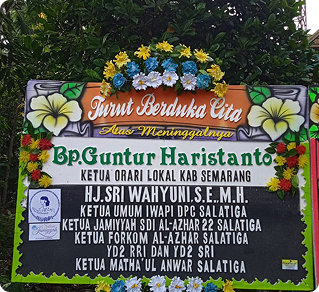 Turut Berduka Cita
Atas Meninggalnya
Bp.Guntur Haristanto
KETUA ORARI LOKAL KAB SEMARANG
HJ.SRI WAHYUNI.S.E.,M.H.
KETUA UMUM IWAPI DPC SALATIGA
KETUA JAMIYYAH SDI AL-AZHAR 22 SALATIGA
KETUA FORKOM AL-AZHAR SALATIGA
YD2 RRI DAN YD2 SRI
KETUA MATHA'UL ANWAR SALATIGA